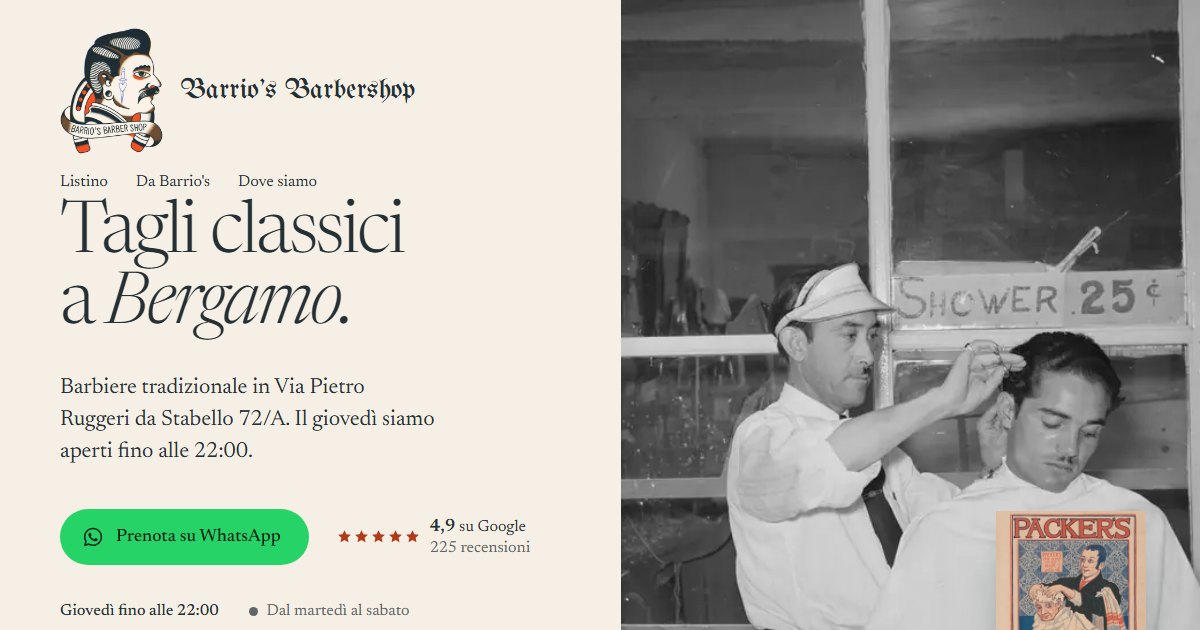 Barrio's Barbershop
BARRIO'S BARBER SHOP
Listino
Da Barrio's
Dove siamo
Tagli classici
a Bergamo.
Barbiere tradizionale in Via Pietro
Ruggeri da Stabello 72/A. Il giovedì siamo
aperti fino alle 22:00.
Prenota su WhatsApp
4,9 su Google
225 recensioni
Giovedì fino alle 22:00
Dal martedì al sabato
SHOWER .25¢
PACKER'S